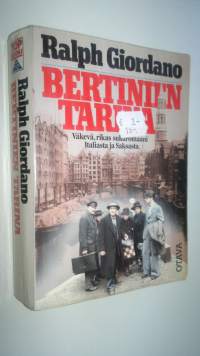 Ralph Giordano
BERTINI'N
TARINA
Väkevä, rikas sukuromaani
Italiasta ja Saksasta
OTAVA
Ralph Giordano
BERTINI'N TARINA